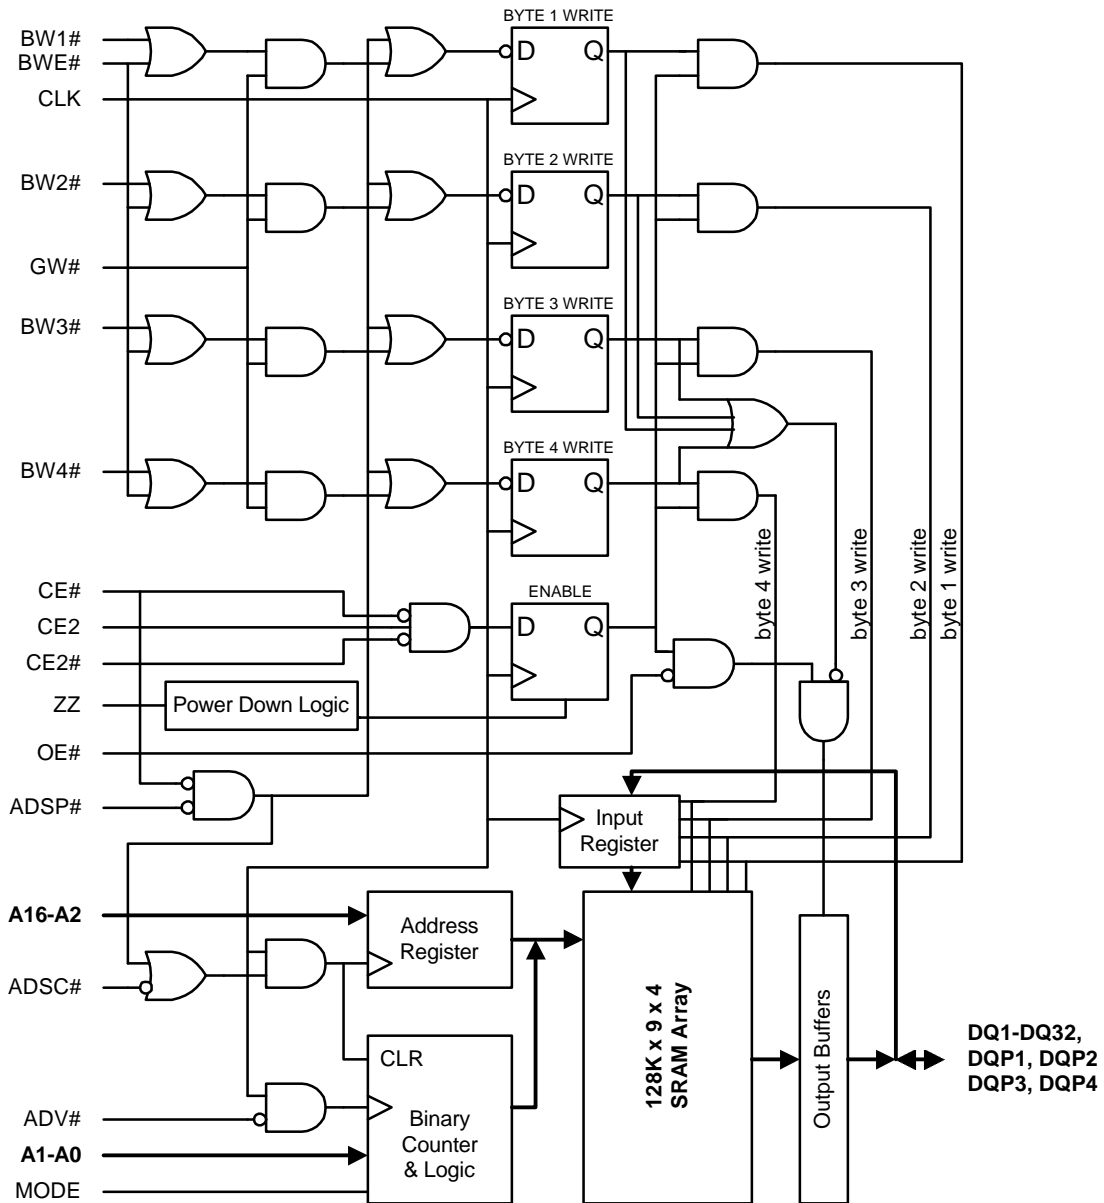 BYTE 1 WRITE
BW1#
D Q
BWE#
CLK
BYTE 2 WRITE
BW2#
D Q
GW#
BYTE 3 WRITE
BW3#
D Q
BYTE 4 WRITE
BW4#
D Q
byte 4 write
byte 3 write
byte 2 write
byte 1 write
CE#
ENABLE
CE2
D Q
CE2#
ZZ
Power Down Logic
OE#
ADSP#
Input
Register
A16-A2
Address
Register
ADSC#
128K x 9 x 4
SRAM Array
Output Buffers
DQ1-DQ32,
DQP1, DQP2
DQP3, DQP4
CLR
ADV#
Binary
Counter
& Logic
A1-A0
MODE